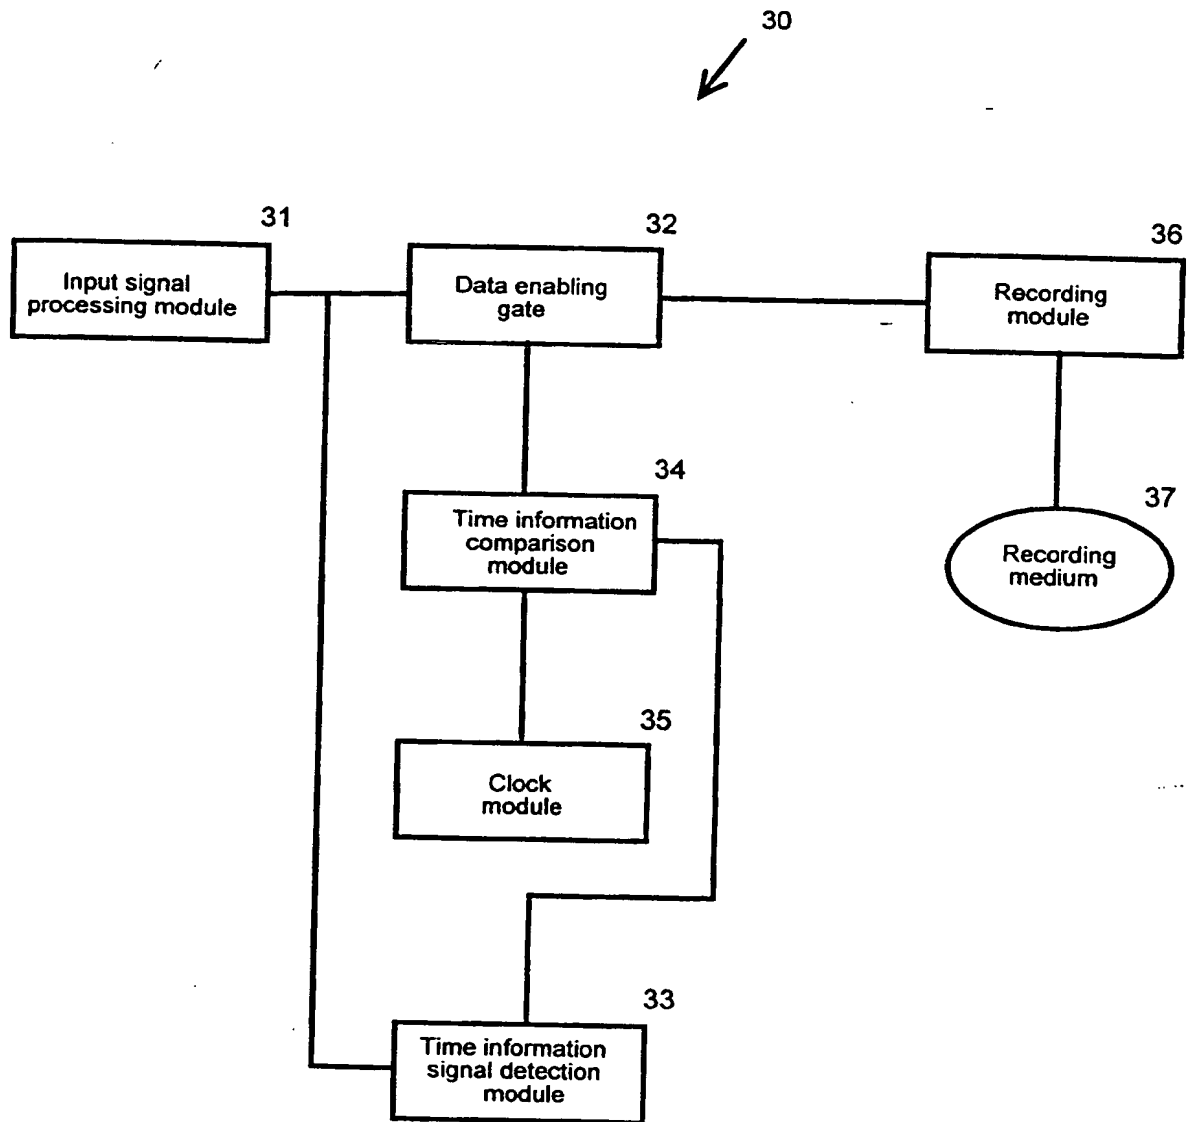 30
31
Input signal
processing module
32
Data enabling
gate
36
Recording
module
34
Time information
comparison
module
37
Recording
medium
35
Clock
module
33
Time information
signal detection
module